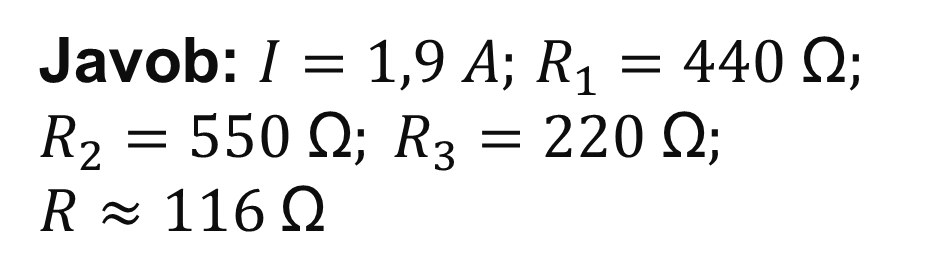 Javob: I = 1,9 A; R₁ = 440 Ω;
R₂ = 550 Ω; R₃ = 220 Ω;
R ≈ 116 Ω